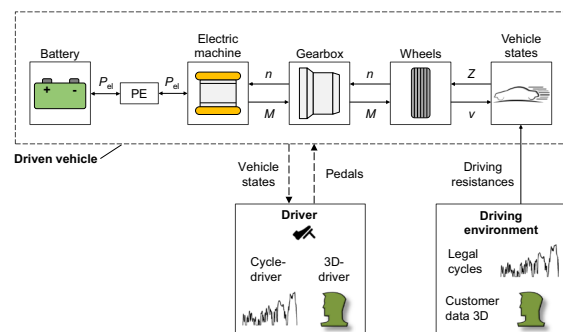 Battery
Electric
machine
Gearbox
Wheels
Vehicle
states
+ -
Pel
PE
Pel
n
M
n
M
Z
v
Driven vehicle
Vehicle
states
Pedals
Driving
resistances
Driver
Cycle-
driver
3D-
driver
Driving
environment
Legal
cycles
Customer
data 3D